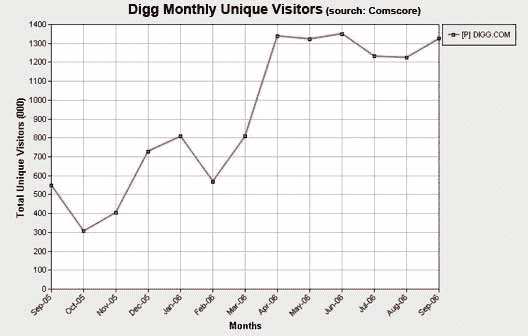 Digg Monthly Unique Visitors (sourch: Comscore)
[P] DIGG.COM
Total Unique Visitors (000)
1400
1300
1200
1100
1000
900
800
700
600
500
400
300
200
100
0
Sep-05
Oct-05
Nov-05
Dec-05
Jan-06
Feb-06
Mar-06
Apr-06
May-06
Jun-06
Jul-06
Aug-06
Sep-06
Months